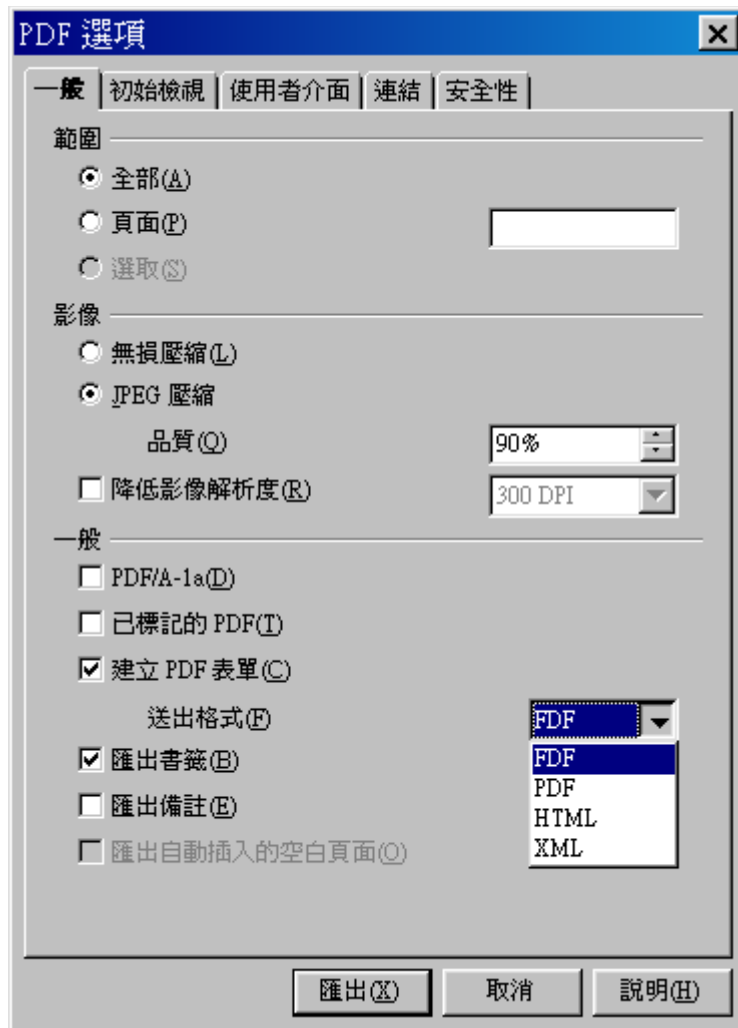 PDF 選項
一般 初始檢視 使用者介面 連結 安全性
範圍
全部(A)
頁面(P)
選取(S)
影像
無損壓縮(L)
JPEG 壓縮
品質(Q) 90%
降低影像解析度(R) 300 DPI
一般
PDF/A-1a(D)
已標記的 PDF(T)
建立 PDF 表單(C)
送出格式(F) FDF
匯出書籤(B) FDF
PDF
匯出備註(E) HTML
匯出自動插入的空白頁面(O) XML
匯出(X) 取消 說明(H)